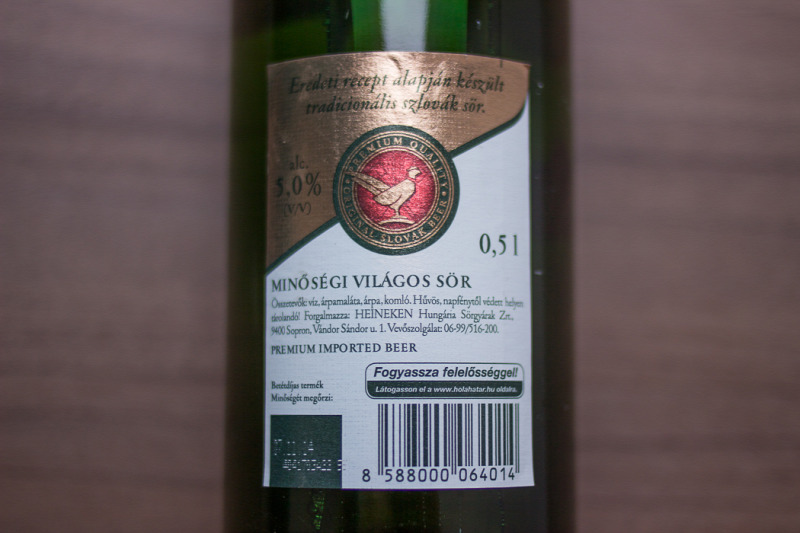 Eredeti recept alapján készült
tradicionális szlovák sör.
PREMIUM QUALITY
ORIGINAL SLOVAK BEER
alc.
5.0%
(V/V)
0,5 l
MINŐSÉGI VILÁGOS SÖR
Összetevők: víz, árpamaláta, árpa, komló. Hűvös, napfénytől védett helyen
tárolandó! Forgalmazza: HEINEKEN Hungária Sörgyárak Zrt.,
9400 Sopron, Vándor Sándor u. 1. Vevőszolgálat: 06-99/516-200.
PREMIUM IMPORTED BEER
Fogyassza felelősséggel!
Látogasson el a www.holahatar.hu oldalra.
Betétdíjas termék
Minőségét megőrzi:
8 588000 064014